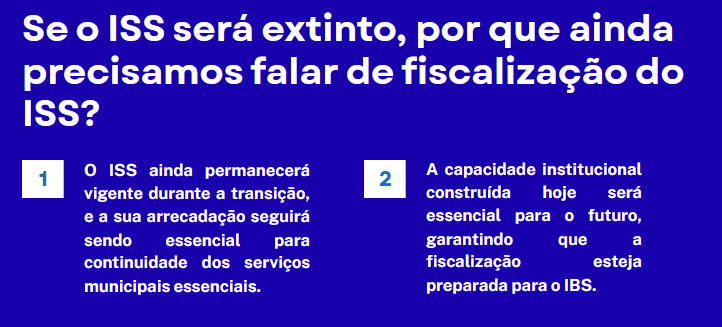 Se o ISS será extinto, por que ainda
precisamos falar de fiscalização do
ISS?
1
O ISS ainda permanecerá
vigente durante a transição,
e a sua arrecadação seguirá
sendo essencial para
continuidade dos serviços
municipais essenciais.
2
A capacidade institucional
construída hoje será
essencial para o futuro,
garantindo que a
fiscalização esteja
preparada para o IBS.